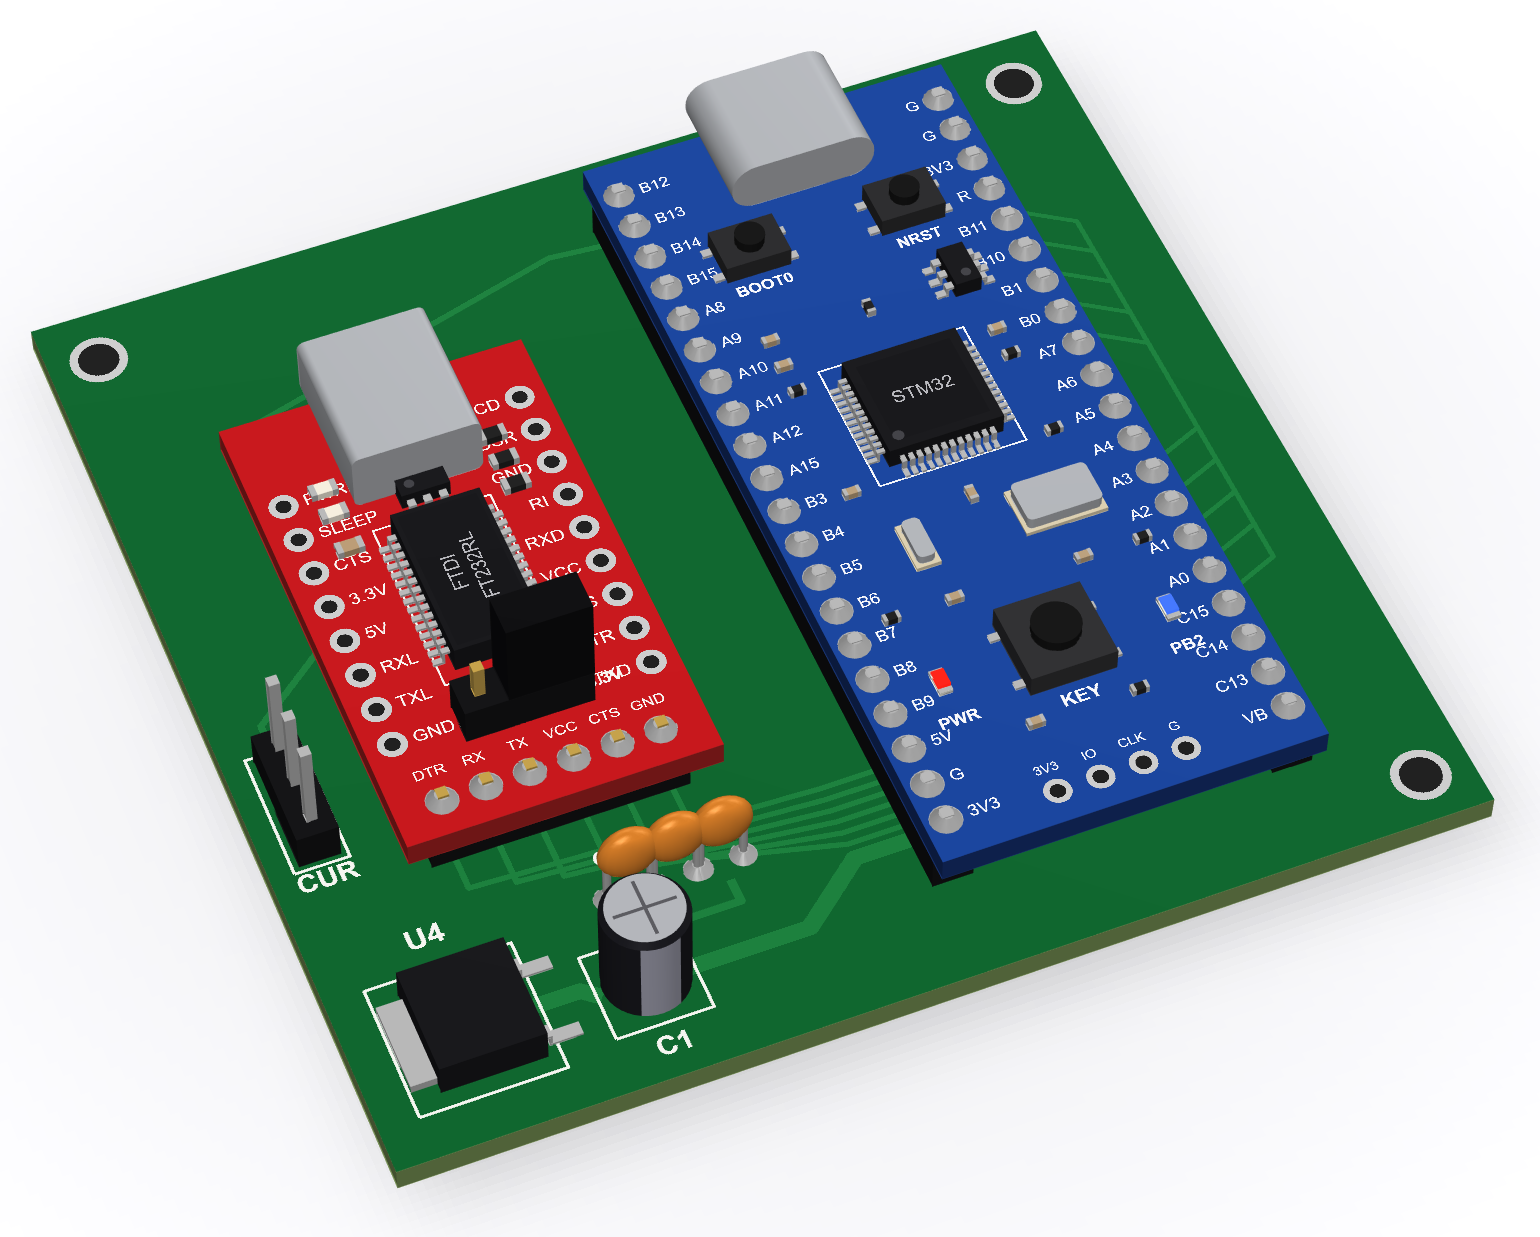 G
G
3V3
R
B11
B10
B1
B0
A7
A6
A5
A4
A3
A2
A1
A0
C15
C14
C13
VB
B12
B13
B14
B15
A8
A9
A10
A11
A12
A15
B3
B4
B5
B6
B7
B8
B9
5V
G
3V3
BOOT0
NRST
STM32
PWR
KEY
PB2
3V3
IO
CLK
G
PWR
SLEEP
CTS
3.3V
5V
RXL
TXL
GND
GND
RI
RXD
VCC
FTDI
FT232RL
DTR
RX
TX
VCC
CTS
GND
CUR
U4
C1